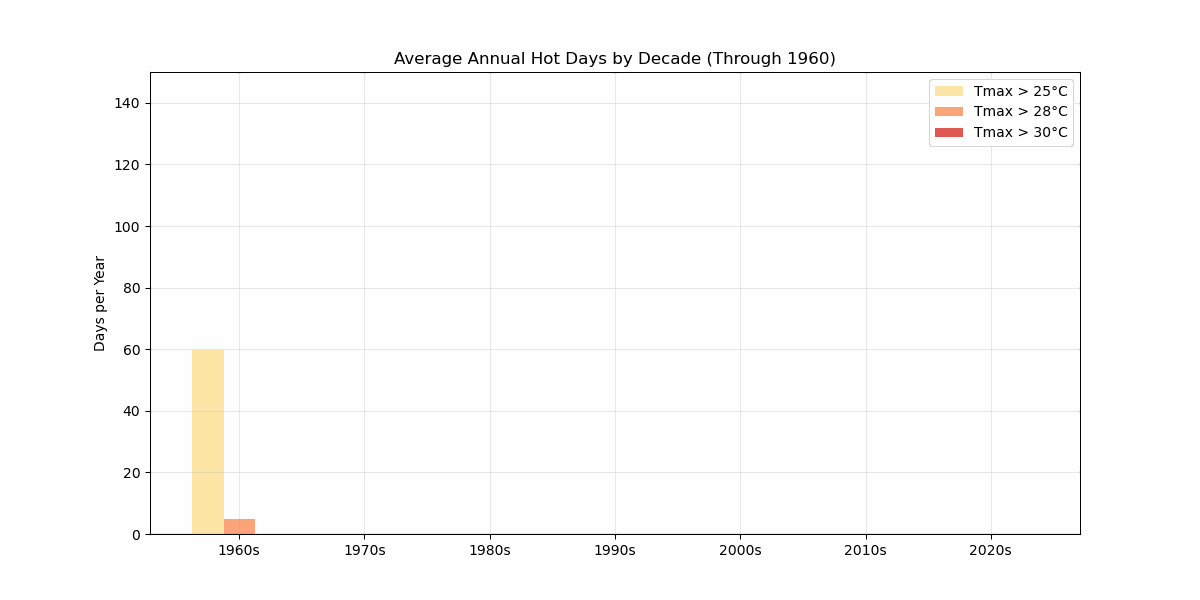 Average Annual Hot Days by Decade (Through 1960)
Tmax > 25°C
Tmax > 28°C
Tmax > 30°C
Days per Year
140
120
100
80
60
40
20
0
1960s 1970s 1980s 1990s 2000s 2010s 2020s